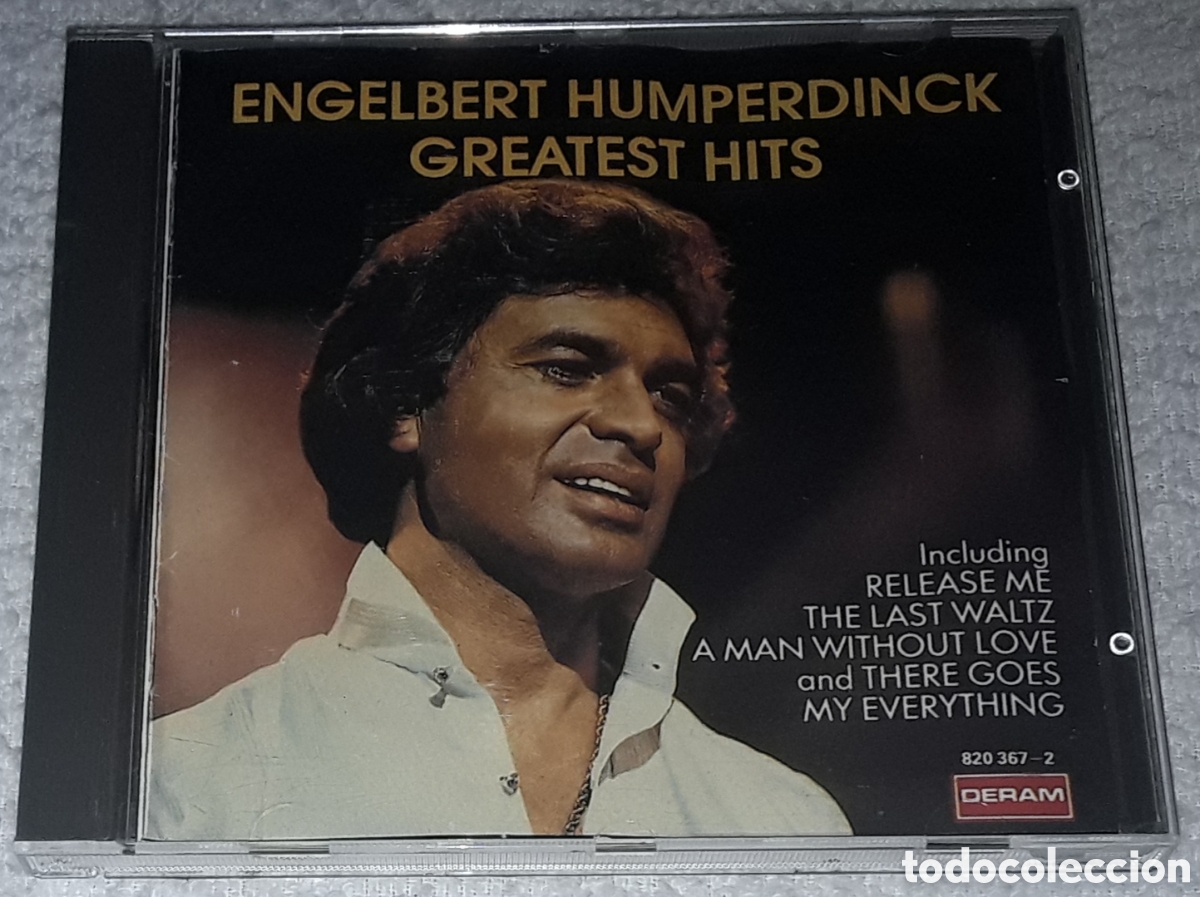 ENGELBERT HUMPERDINCK
GREATEST HITS
Including
RELEASE ME
THE LAST WALTZ
A MAN WITHOUT LOVE
and THERE GOES
MY EVERYTHING
820 367-2
DERAM
todocoleccion